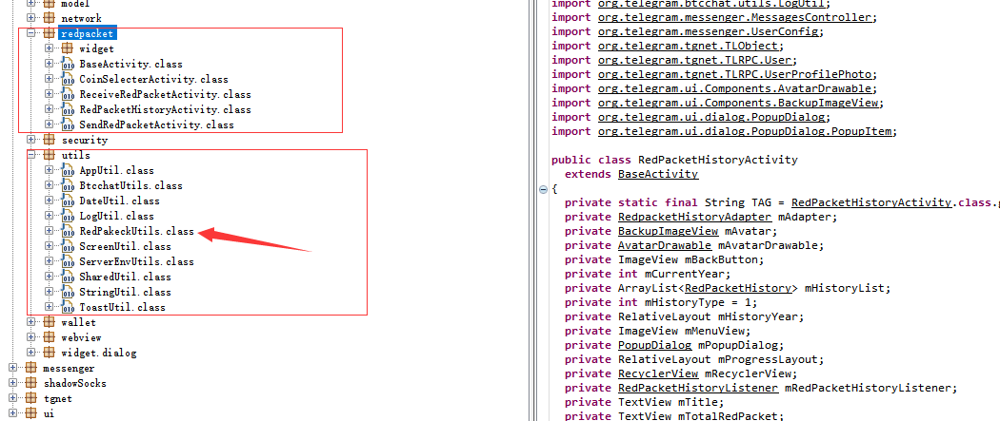 model
network
redpacket
widget
BaseActivity.class
CoinSelecterActivity.class
ReceiveRedPacketActivity.class
RedPacketHistoryActivity.class
SendRedPacketActivity.class
security
utils
AppUtil.class
BtcchatUtils.class
DateUtil.class
LogUtil.class
RedPakeckUtils.class
ScreenUtil.class
ServerEnvUtils.class
SharedUtil.class
StringUtil.class
ToastUtil.class
wallet
webview
widget.dialog
messenger
shadowSocks
tgnet
ui
import org.telegram.btcchat.utils.LogUtil;
import org.telegram.messenger.MessagesController;
import org.telegram.messenger.UserConfig;
import org.telegram.tgnet.TLObject;
import org.telegram.tgnet.TLRPC.User;
import org.telegram.tgnet.TLRPC.UserProfilePhoto;
import org.telegram.ui.Components.AvatarDrawable;
import org.telegram.ui.Components.BackupImageView;
import org.telegram.ui.dialog.PopupDialog;
import org.telegram.ui.dialog.PopupDialog.PopupItem;
public class RedPacketHistoryActivity
extends BaseActivity
{
private static final String TAG = RedPacketHistoryActivity.class.g
private RedpacketHistoryAdapter mAdapter;
private BackupImageView mAvatar;
private AvatarDrawable mAvatarDrawable;
private ImageView mBackButton;
private int mCurrentYear;
private ArrayList<RedPacketHistory> mHistoryList;
private int mHistoryType = 1;
private RelativeLayout mHistoryYear;
private ImageView mMenuView;
private PopupDialog mPopupDialog;
private RelativeLayout mProgressLayout;
private RecyclerView mRecyclerView;
private RedPacketHistoryListener mRedPacketHistoryListener;
private TextView mTitle;
private TextView mTotalRedPacket;